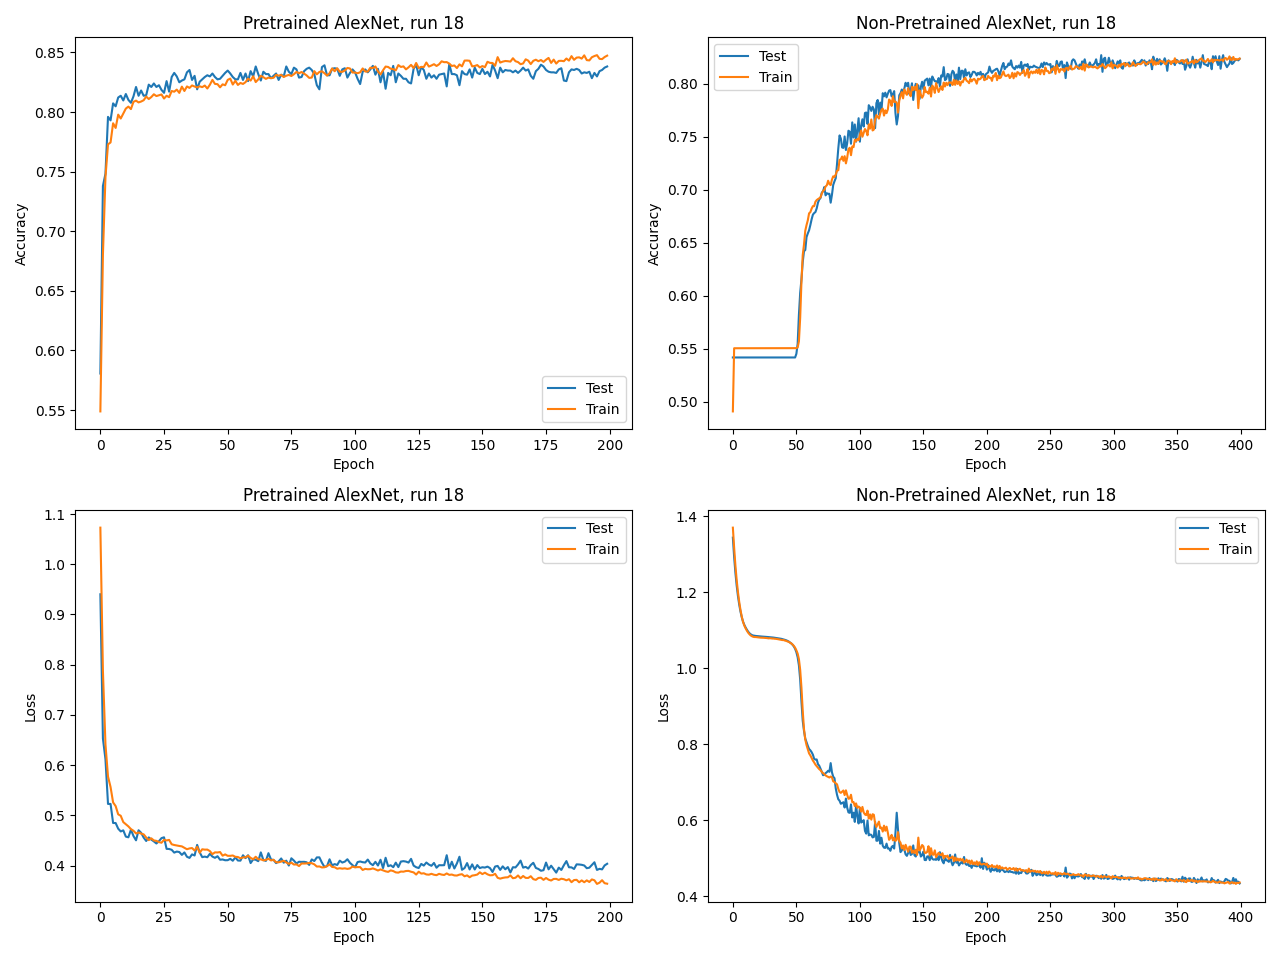 Pretrained AlexNet, run 18
0.85
0.80
0.75
0.70
0.65
0.60
0.55
Accuracy
Test
Train
0 25 50 75 100 125 150 175 200
Epoch
Non-Pretrained AlexNet, run 18
Test
Train
0.80
0.75
0.70
0.65
0.60
0.55
0.50
Accuracy
0 50 100 150 200 250 300 350 400
Epoch
Pretrained AlexNet, run 18
1.1
1.0
0.9
0.8
0.7
0.6
0.5
0.4
Loss
Test
Train
0 25 50 75 100 125 150 175 200
Epoch
Non-Pretrained AlexNet, run 18
1.4
1.2
1.0
0.8
0.6
0.4
Loss
Test
Train
0 50 100 150 200 250 300 350 400
Epoch